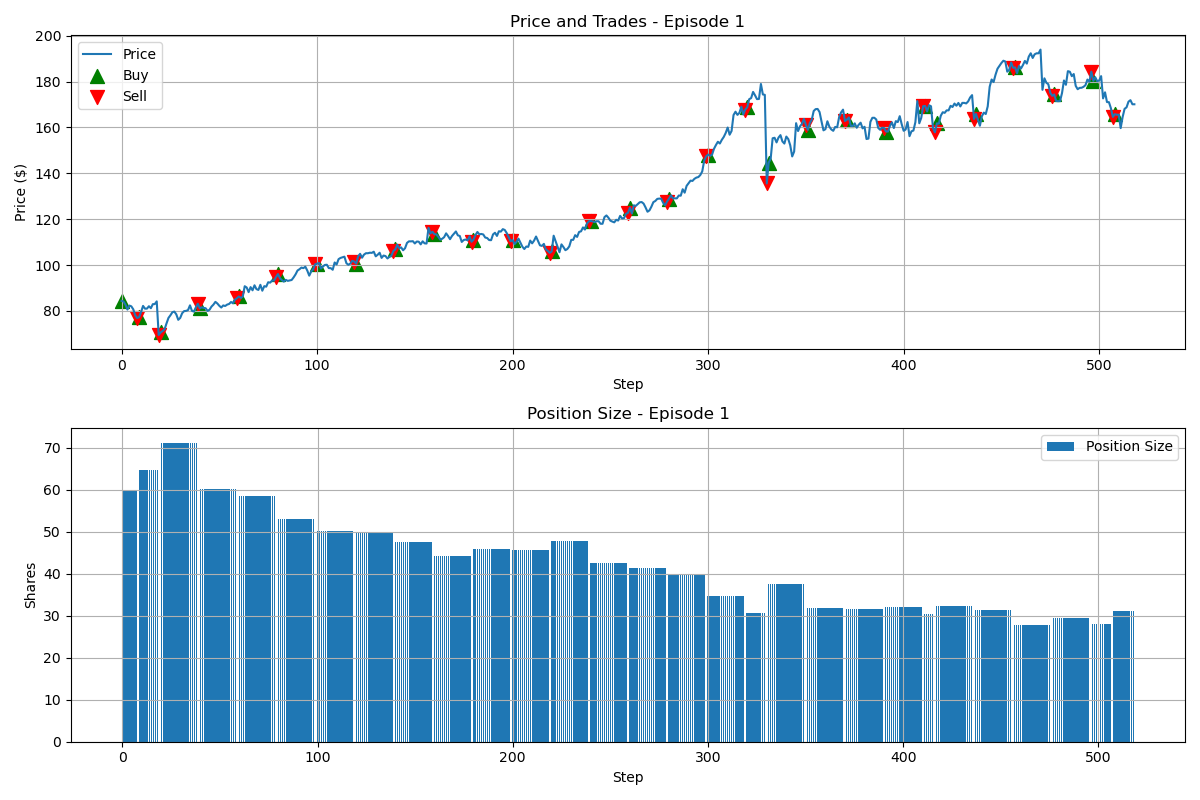 Price and Trades - Episode 1
Price
Buy
Sell
Price ($)
200
180
160
140
120
100
80
0
100
200
300
400
500
Step
Position Size - Episode 1
Position Size
Shares
70
60
50
40
30
20
10
0
0
100
200
300
400
500
Step